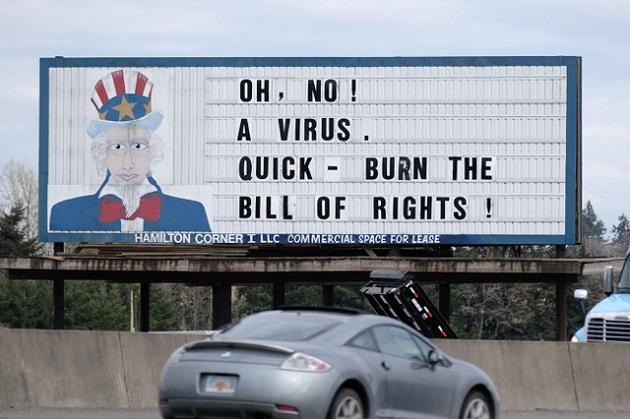 OH, NO!
A VIRUS.
QUICK - BURN THE
BILL OF RIGHTS!
HAMILTON CORNER I LLC COMMERCIAL SPACE FOR LEASE